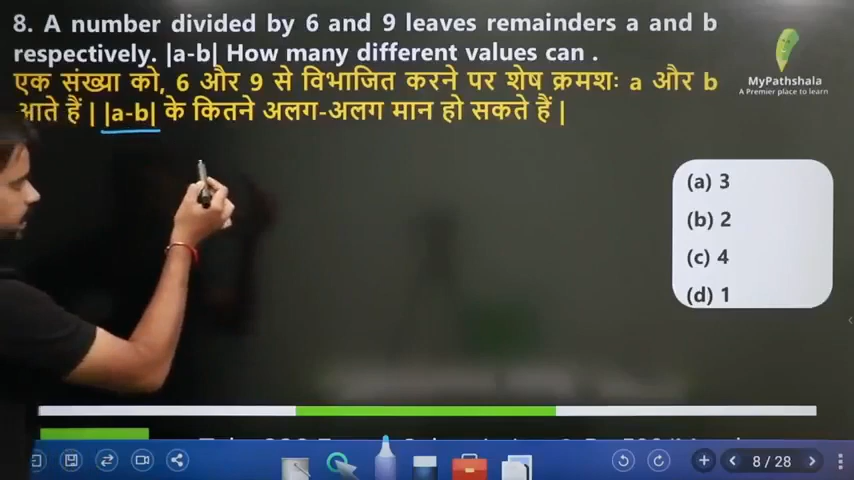 8. A number divided by 6 and 9 leaves remainders a and b
respectively. |a-b| How many different values can .
एक संख्या को, 6 और 9 से विभाजित करने पर शेष क्रमशः a और b
आते हैं | |a-b| के कितने अलग-अलग मान हो सकते हैं |
MyPathshala
A Premier place to learn
(a) 3
(b) 2
(c) 4
(d) 1
8 / 28